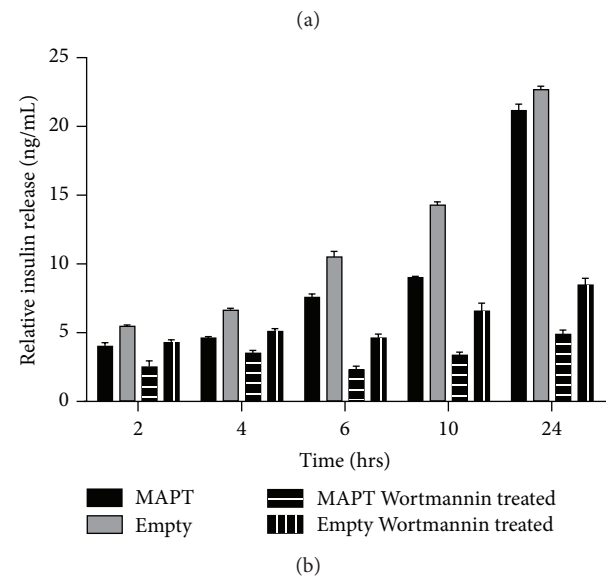 (a)
25
20
15
10
5
0
Relative insulin release (ng/mL)
2 4 6 10 24
Time (hrs)
MAPT MAPT Wortmannin treated
Empty Empty Wortmannin treated
(b)